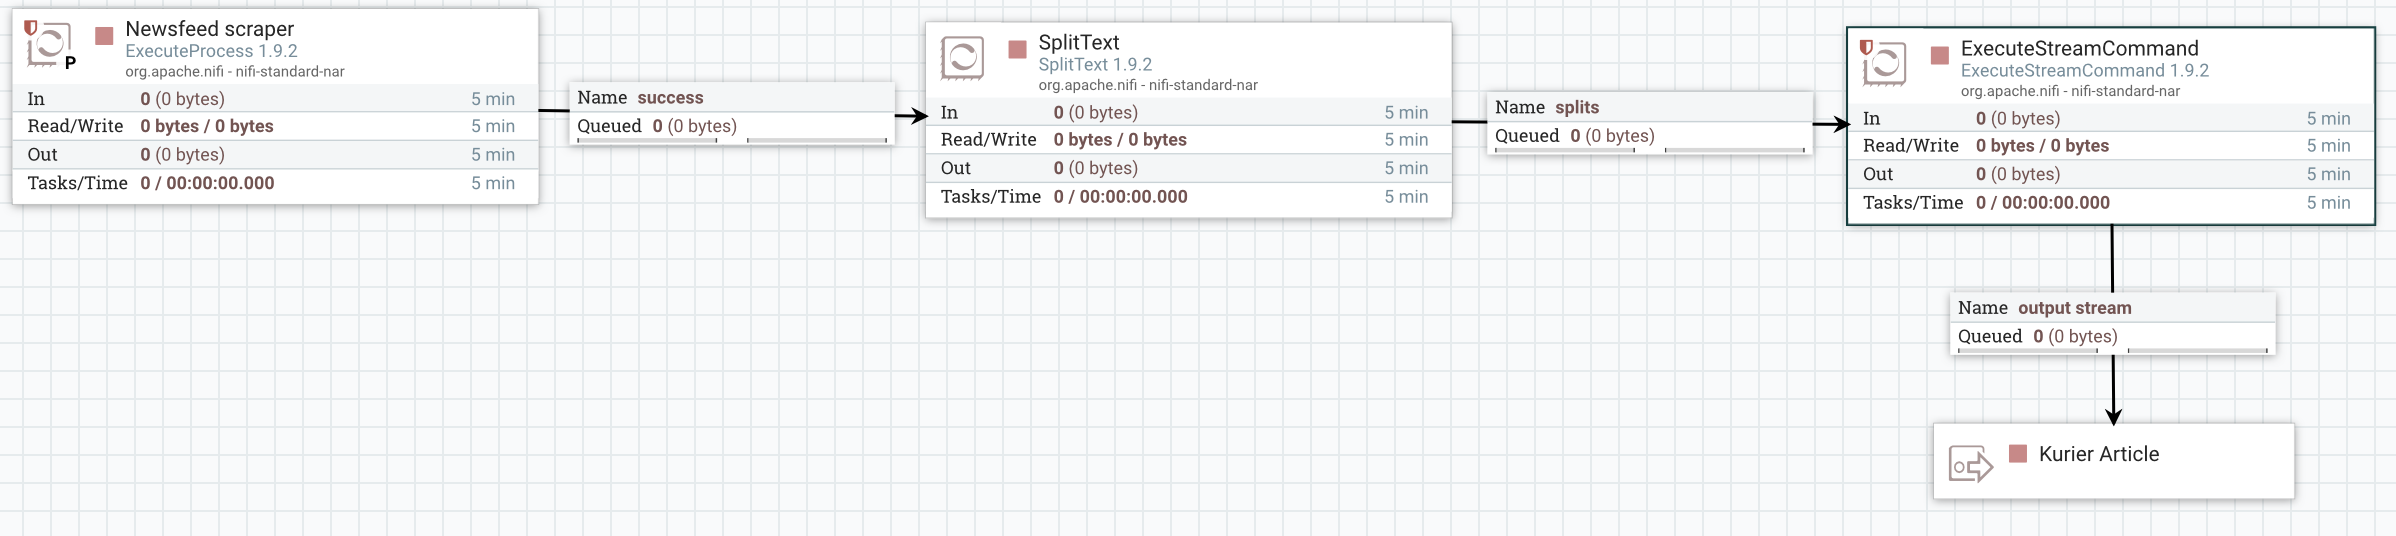 Newsfeed scraper
ExecuteProcess 1.9.2
org.apache.nifi - nifi-standard-nar
P
In 0 (0 bytes) 5 min
Read/Write 0 bytes / 0 bytes 5 min
Out 0 (0 bytes) 5 min
Tasks/Time 0 / 00:00:00.000 5 min
Name success
Queued 0 (0 bytes)
SplitText
SplitText 1.9.2
org.apache.nifi - nifi-standard-nar
In 0 (0 bytes) 5 min
Read/Write 0 bytes / 0 bytes 5 min
Out 0 (0 bytes) 5 min
Tasks/Time 0 / 00:00:00.000 5 min
Name splits
Queued 0 (0 bytes)
ExecuteStreamCommand
ExecuteStreamCommand 1.9.2
org.apache.nifi - nifi-standard-nar
In 0 (0 bytes) 5 min
Read/Write 0 bytes / 0 bytes 5 min
Out 0 (0 bytes) 5 min
Tasks/Time 0 / 00:00:00.000 5 min
Name output stream
Queued 0 (0 bytes)
Kurier Article